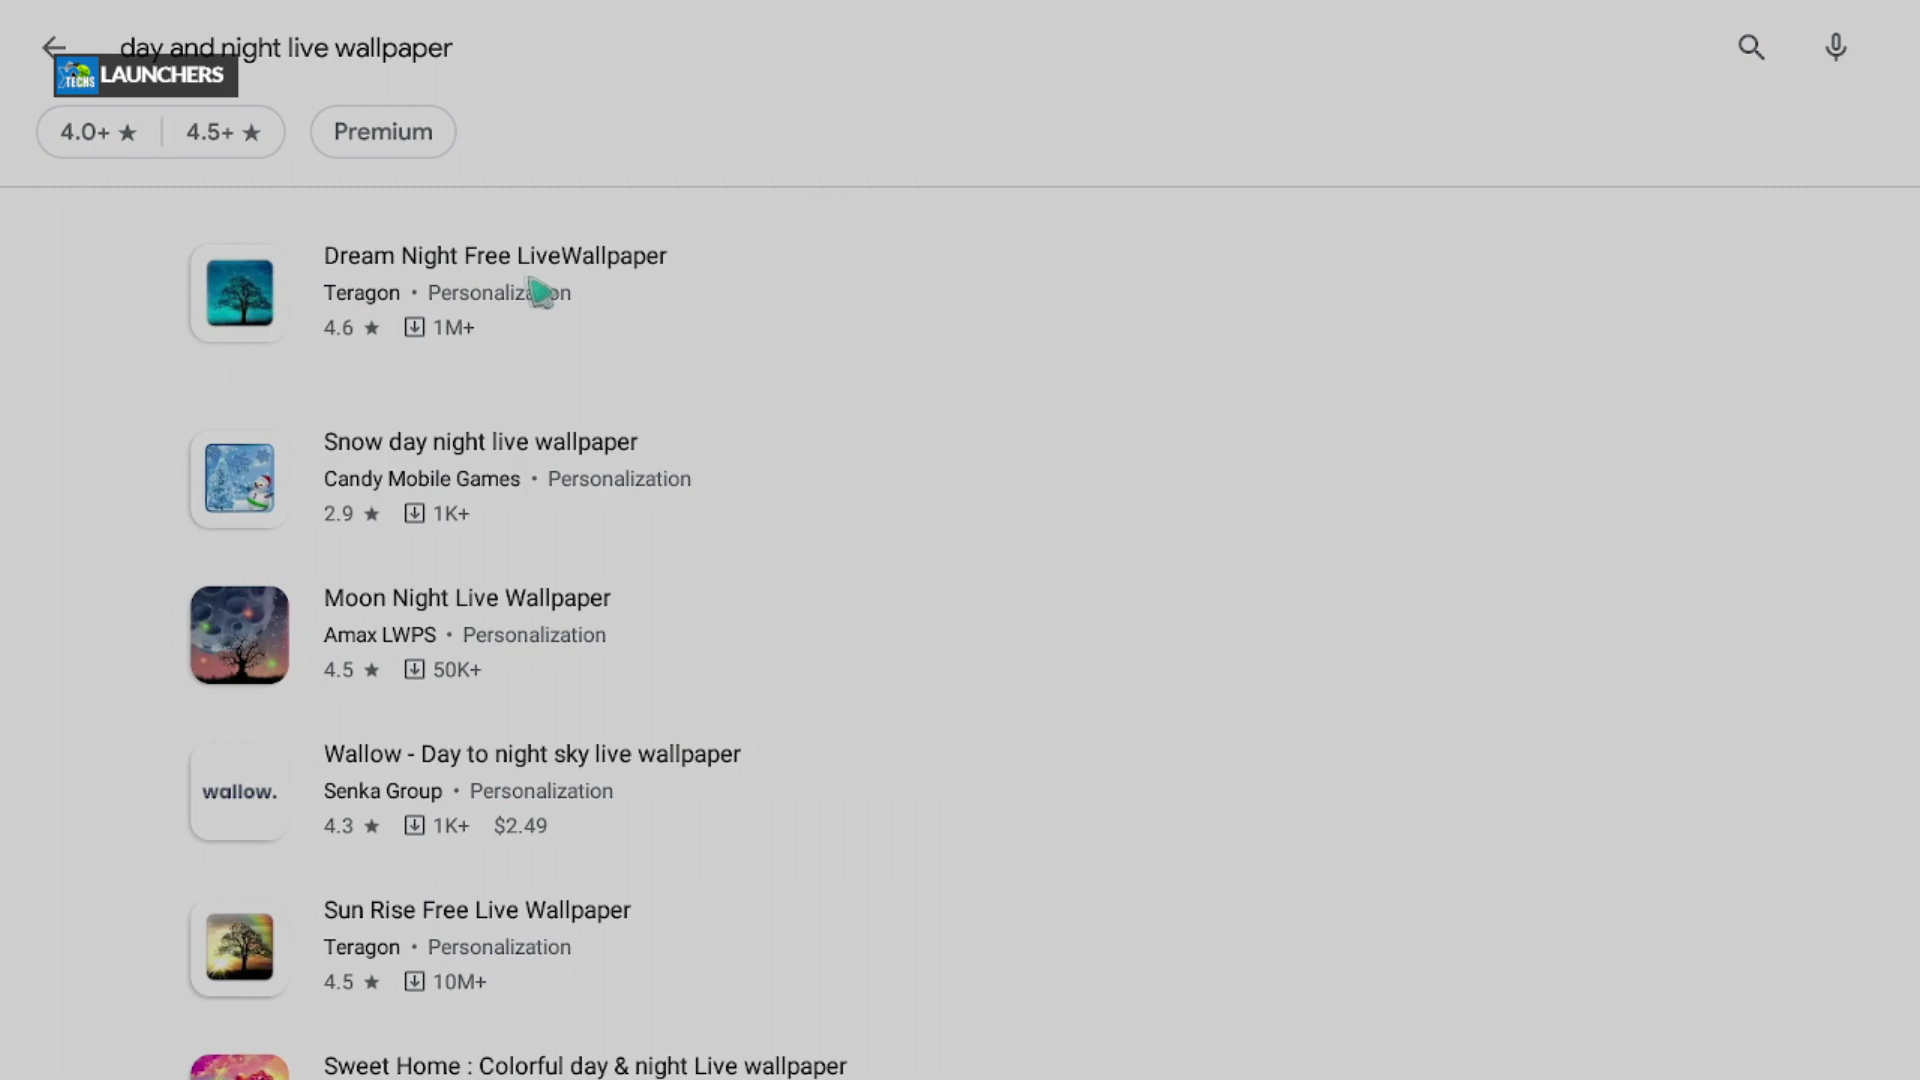 day and night live wallpaper
XTECHS LAUNCHERS
4.0+ ★ 4.5+ ★ Premium
Dream Night Free LiveWallpaper
Teragon • Personalization
4.6 ★ 1M+
Snow day night live wallpaper
Candy Mobile Games • Personalization
2.9 ★ 1K+
Moon Night Live Wallpaper
Amax LWPS • Personalization
4.5 ★ 50K+
wallow.
Wallow - Day to night sky live wallpaper
Senka Group • Personalization
4.3 ★ 1K+ $2.49
Sun Rise Free Live Wallpaper
Teragon • Personalization
4.5 ★ 10M+
Sweet Home : Colorful day & night Live wallpaper